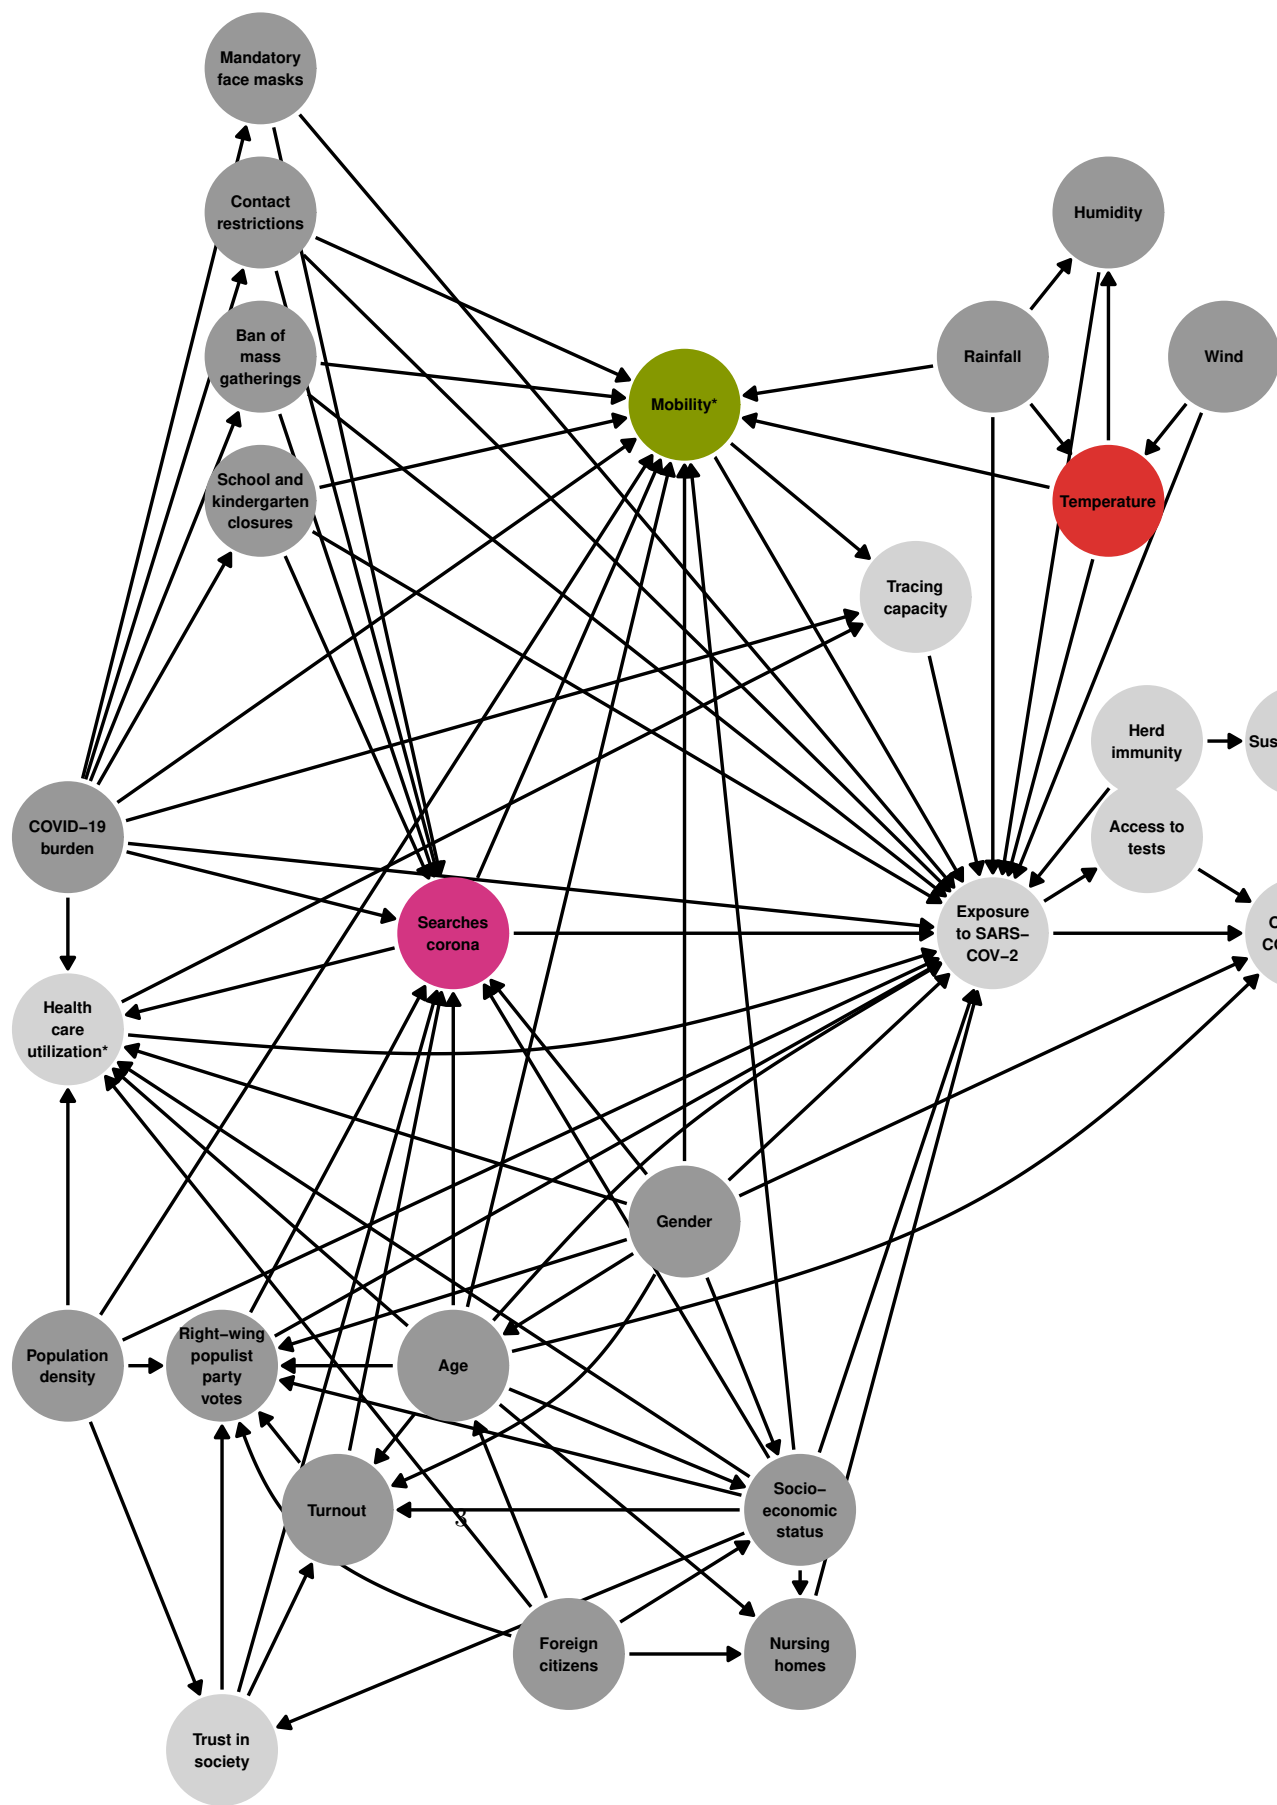 Mandatory
face masks
Contact
restrictions
Humidity
Ban of
mass
gatherings
Rainfall
Wind
Mobility*
School and
kindergarten
closures
Temperature
Tracing
capacity
Herd
immunity
Sus
COVID−19
burden
Access to
tests
Searches
corona
Exposure
to SARS−
COV−2
Health
care
utilization*
Gender
Population
density
Right−wing
populist
party
votes
Age
Turnout
3
Socio−
economic
status
Foreign
citizens
Nursing
homes
Trust in
society